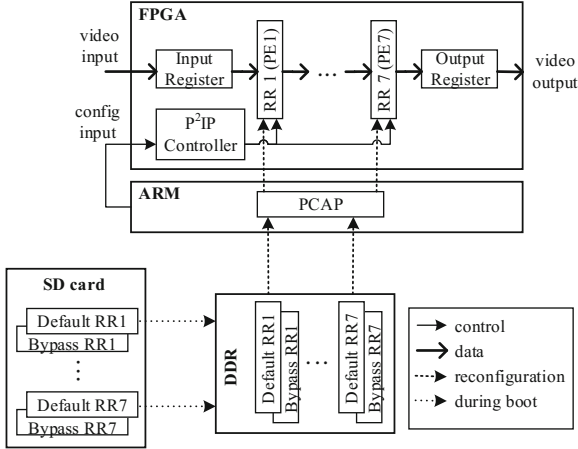 FPGA
video
input
Input
Register
RR 1 (PE1)
...
RR 7 (PE7)
Output
Register
video
output
config
input
P²IP
Controller
ARM
PCAP
SD card
Default RR1
Bypass RR1
...
Default RR7
Bypass RR7
DDR
Default RR1
Bypass RR1
...
Default RR7
Bypass RR7
control
data
reconfiguration
during boot